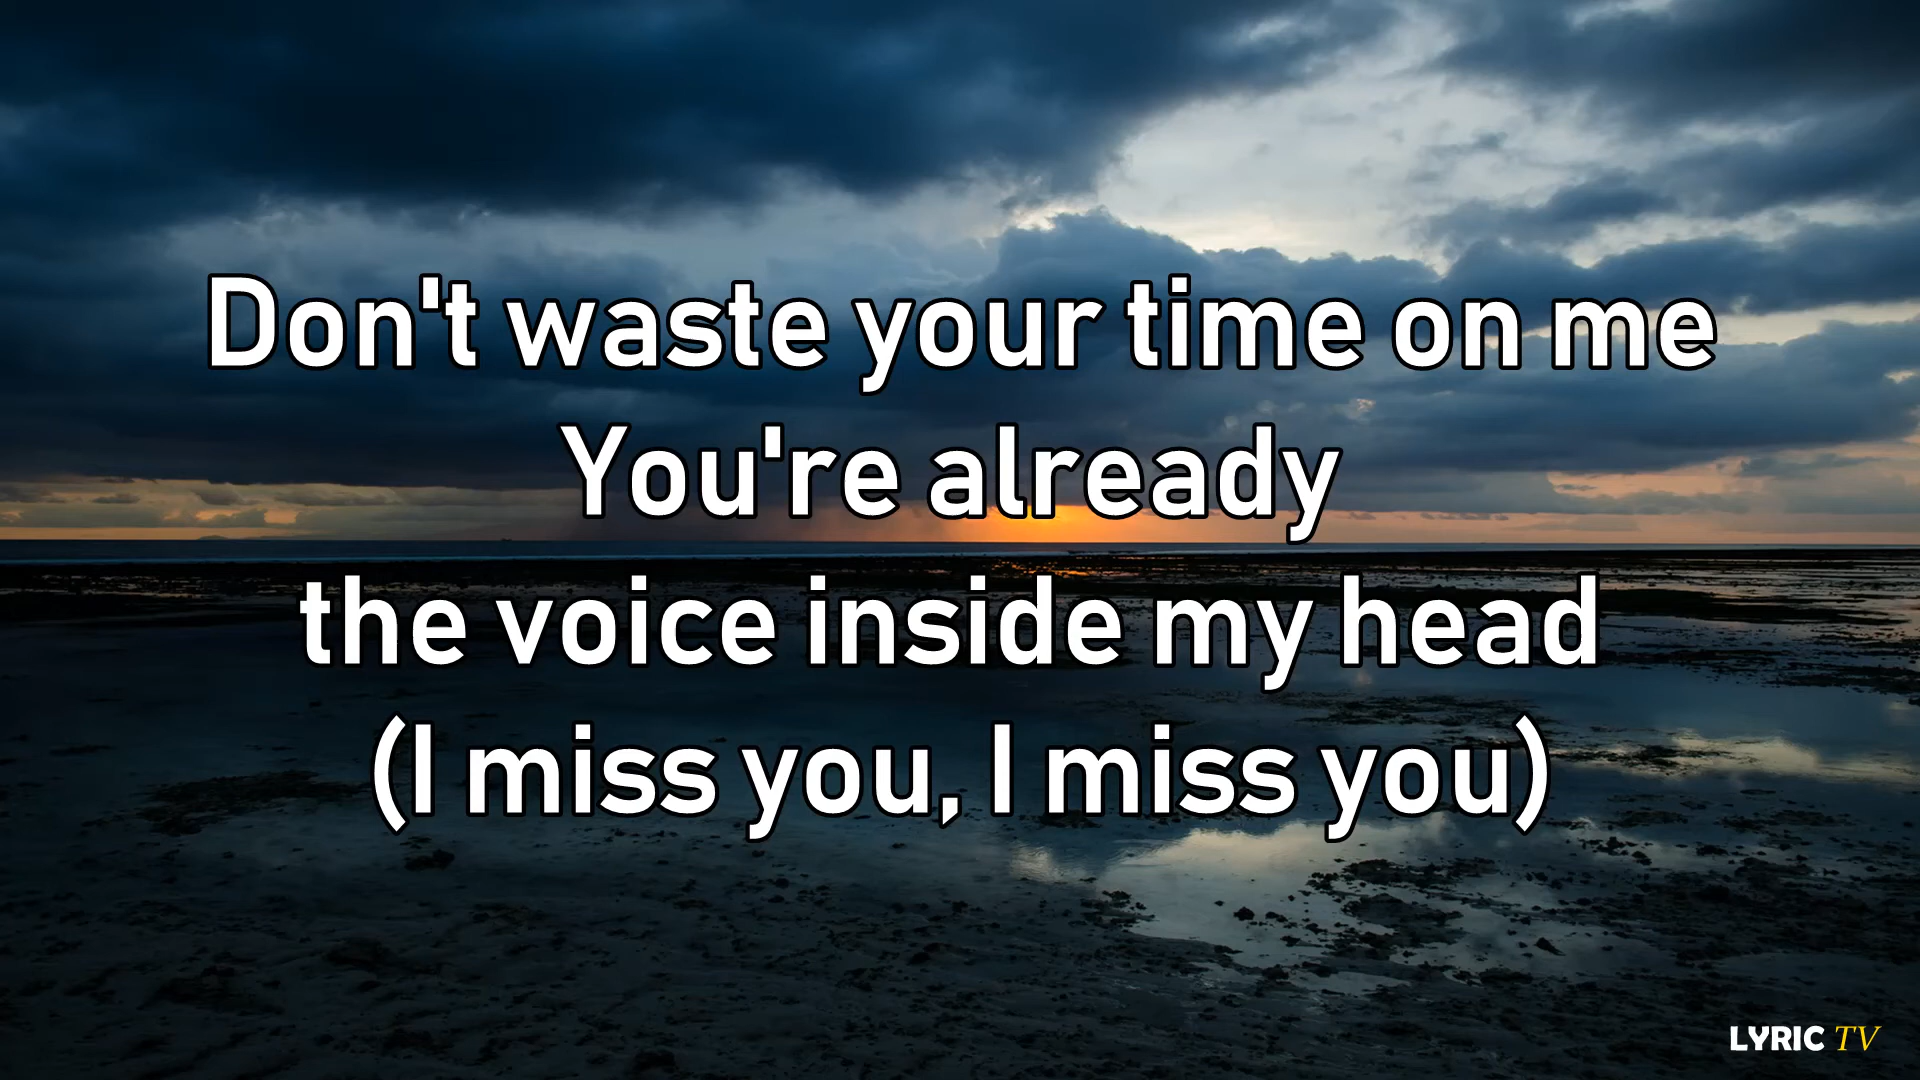 Don't waste your time on me
You're already
the voice inside my head
(I miss you, I miss you)
LYRIC TV